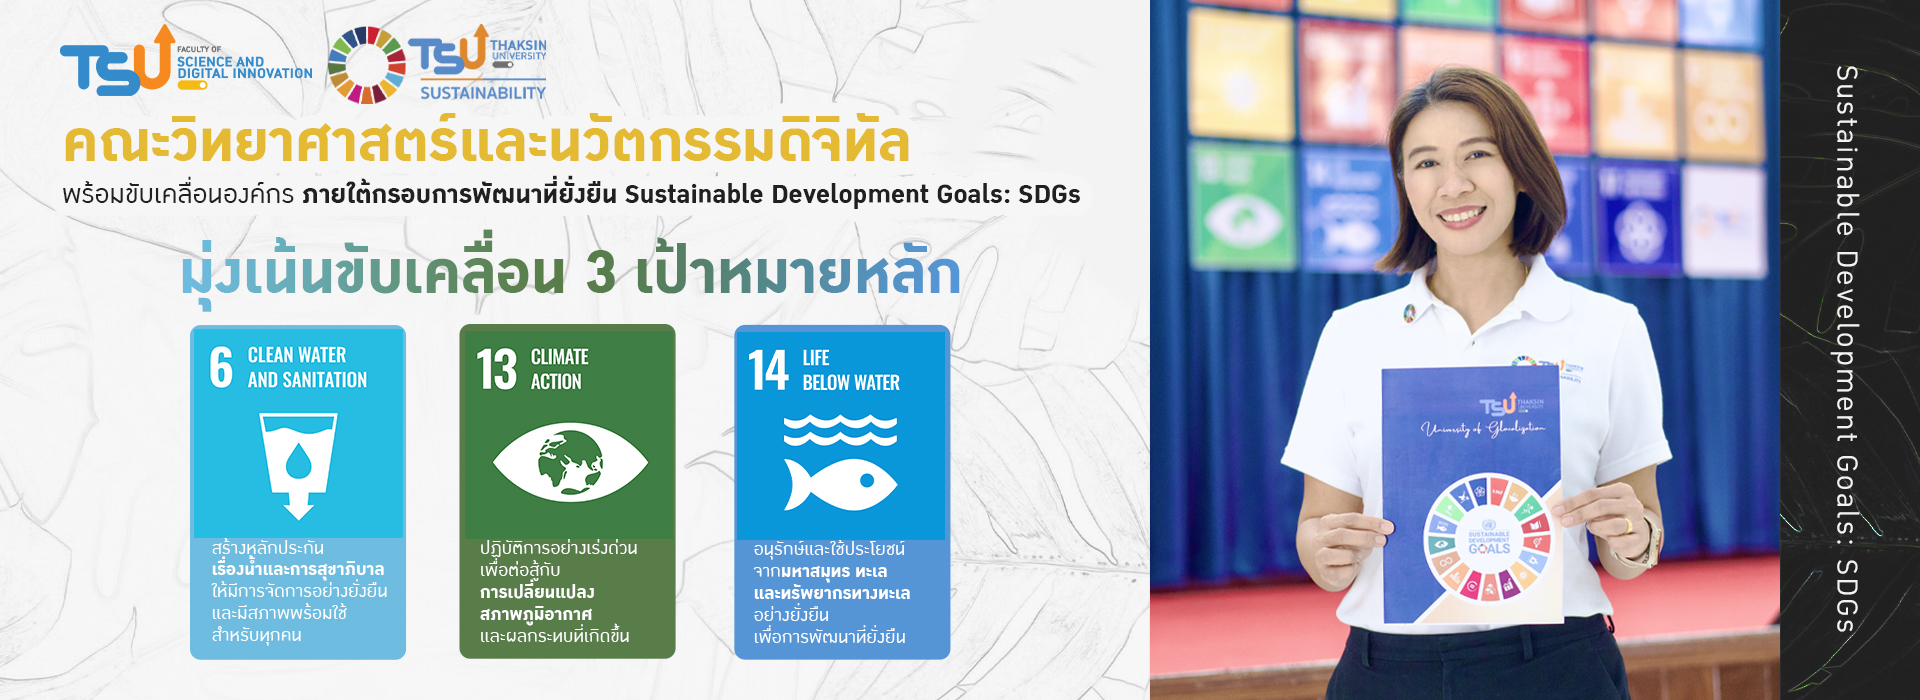 TSU FACULTY OF
SCIENCE AND
DIGITAL INNOVATION
TSU THAKSIN
UNIVERSITY
SUSTAINABILITY
คณะวิทยาศาสตร์และนวัตกรรมดิจิทัล
พร้อมขับเคลื่อนองค์กร ภายใต้กรอบการพัฒนาที่ยั่งยืน Sustainable Development Goals: SDGs
มุ่งเน้นขับเคลื่อน 3 เป้าหมายหลัก
6 CLEAN WATER
AND SANITATION
สร้างหลักประกัน
เรื่องน้ำและการสุขาภิบาล
ให้มีการจัดการอย่างยั่งยืน
และมีสภาพพร้อมใช้
สำหรับทุกคน
13 CLIMATE
ACTION
ปฏิบัติการอย่างเร่งด่วน
เพื่อต่อสู้กับ
การเปลี่ยนแปลง
สภาพภูมิอากาศ
และผลกระทบที่เกิดขึ้น
14 LIFE
BELOW WATER
อนุรักษ์และใช้ประโยชน์
จากมหาสมุทร ทะเล
และทรัพยากรทางทะเล
อย่างยั่งยืน
เพื่อการพัฒนาที่ยั่งยืน
TSU THAKSIN
UNIVERSITY
University of Glocalization
SUSTAINABLE
DEVELOPMENT
GOALS
Sustainable Development Goals: SDGs